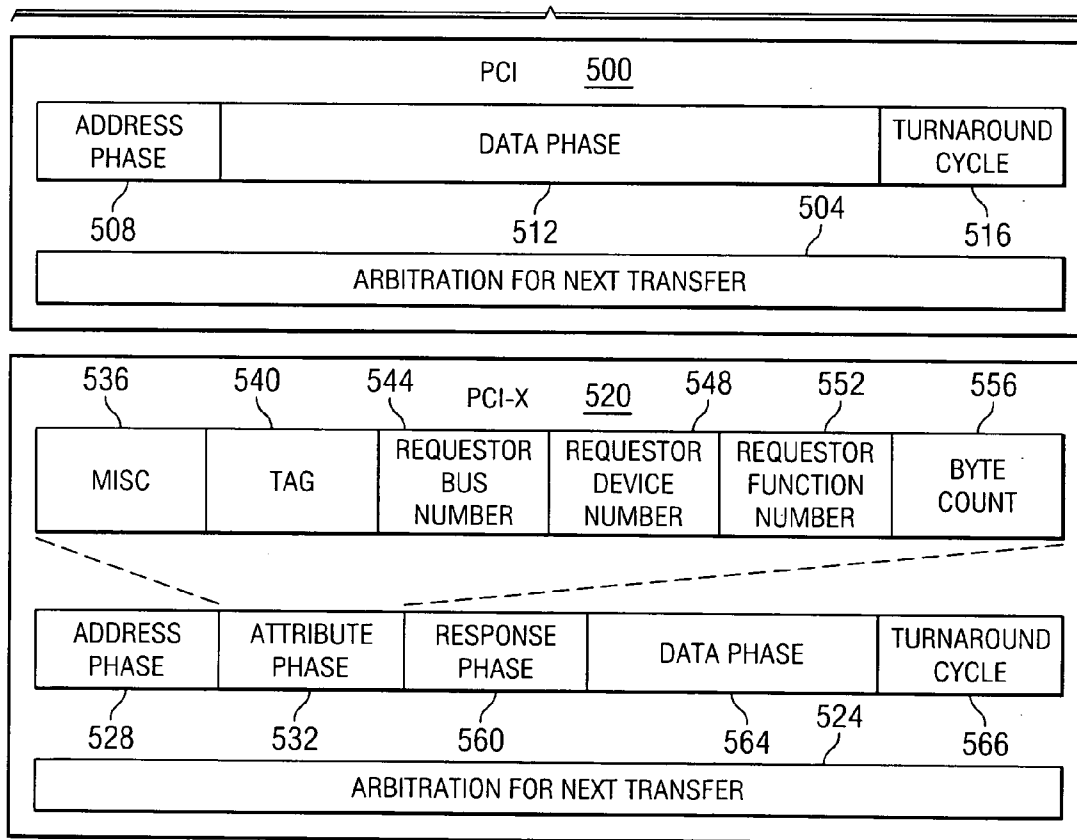 PCI 500
ADDRESS PHASE
DATA PHASE
TURNAROUND CYCLE
508
512
504
516
ARBITRATION FOR NEXT TRANSFER
536
540
544
PCI-X 520
548
552
556
MISC
TAG
REQUESTOR BUS NUMBER
REQUESTOR DEVICE NUMBER
REQUESTOR FUNCTION NUMBER
BYTE COUNT
ADDRESS PHASE
ATTRIBUTE PHASE
RESPONSE PHASE
DATA PHASE
TURNAROUND CYCLE
528
532
560
564
524
566
ARBITRATION FOR NEXT TRANSFER